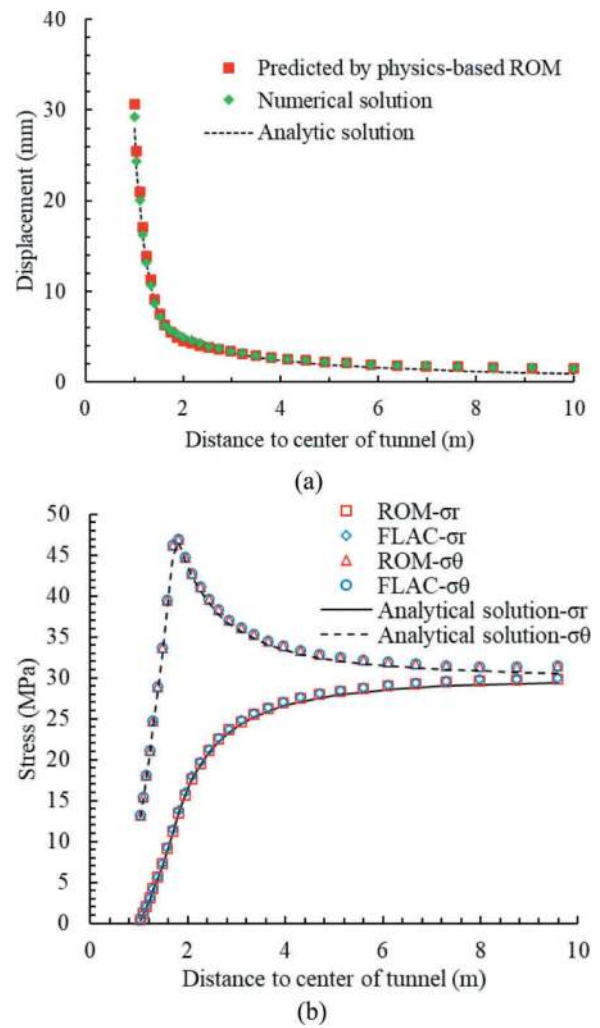 40
30
20
10
0
Displacement (mm)
Predicted by physics-based ROM
Numerical solution
Analytic solution
0 2 4 6 8 10
Distance to center of tunnel (m)
(a)
50
45
40
35
30
25
20
15
10
5
0
Stress (MPa)
ROM-σr
FLAC-σr
ROM-σθ
FLAC-σθ
Analytical solution-σr
Analytical solution-σθ
0 2 4 6 8 10
Distance to center of tunnel (m)
(b)